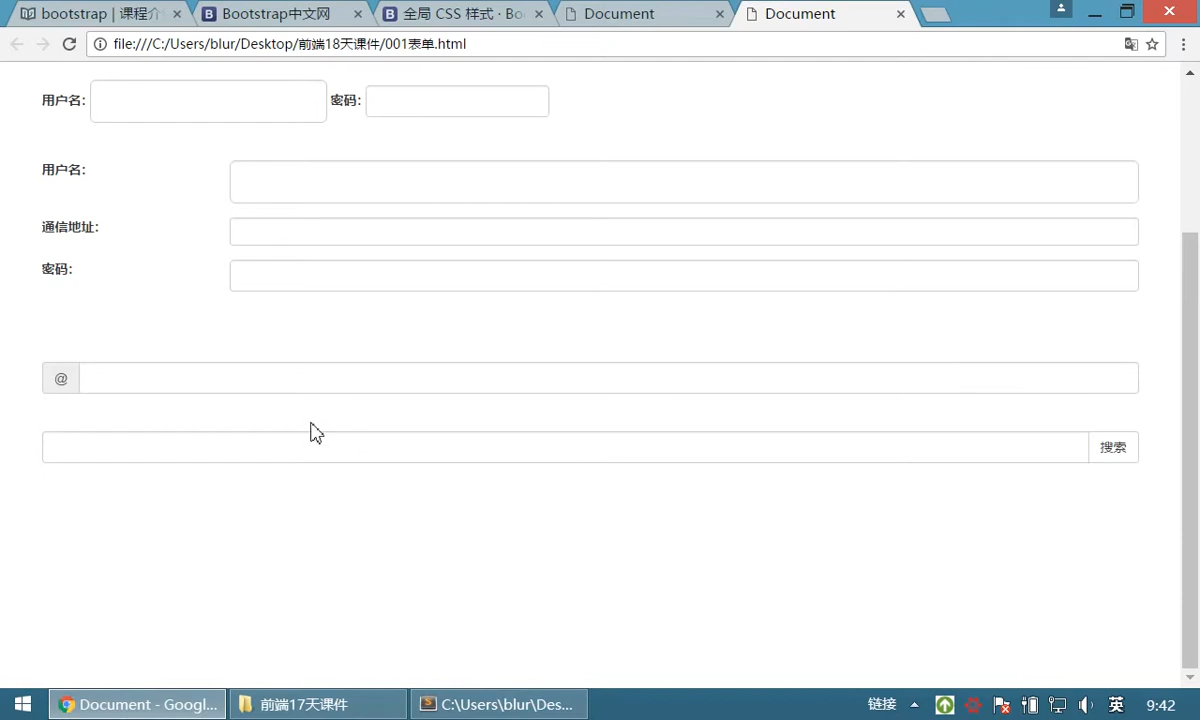 bootstrap | 课程介
Bootstrap中文网
全局 CSS 样式 · Bo
Document
Document
file:///C:/Users/blur/Desktop/前端18天课件/001表单.html
用户名:
密码:
用户名:
通信地址:
密码:
@
搜索
Document - Googl...
前端17天课件
C:\Users\blur\Des...
链接
英
9:42